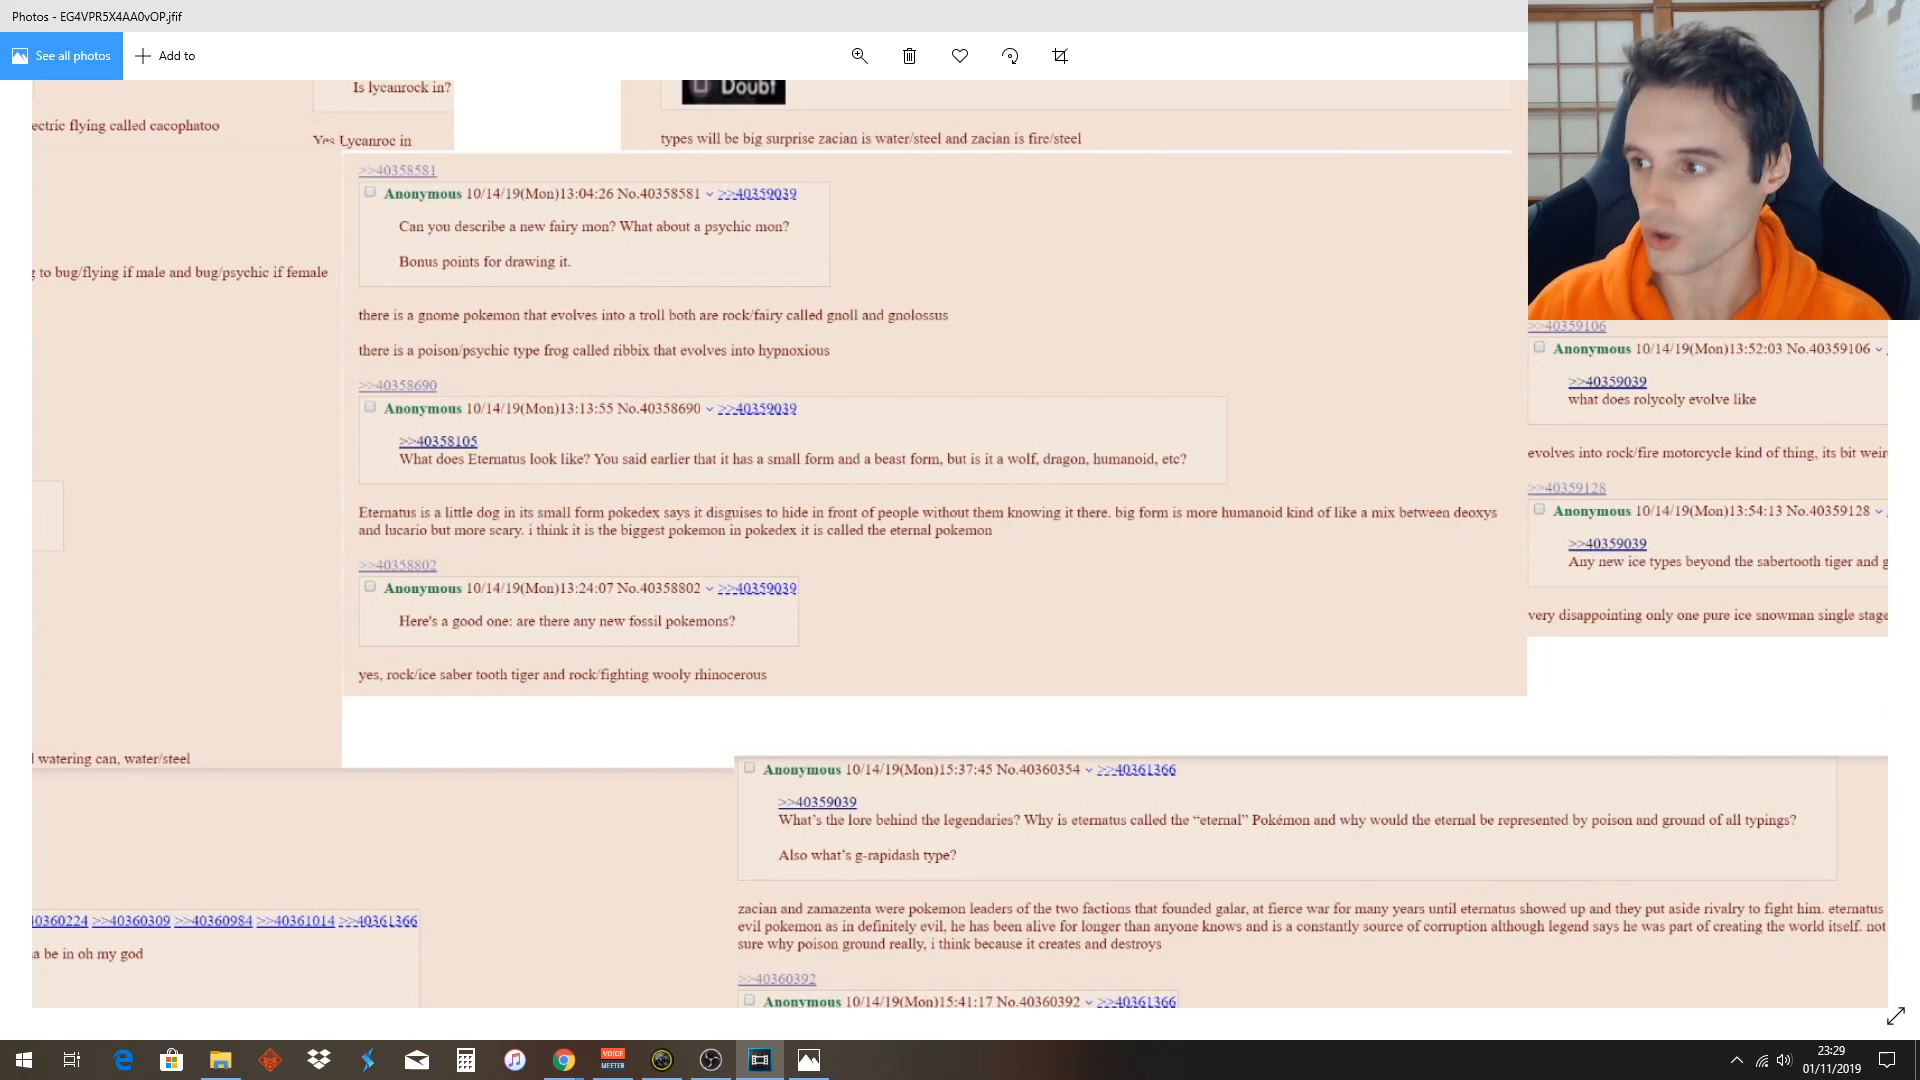 Photos - EG4VPR5X4AA0vOP.jfif
See all photos
Add to
Is lycanrock in?
Yes Lycanroc in
ectric flying called cacophatoo
Doubt
types will be big surprise zacian is water/steel and zacian is fire/steel
g to bug/flying if male and bug/psychic if female
>>40358581
Anonymous 10/14/19(Mon)13:04:26 No.40358581 >>40359039
Can you describe a new fairy mon? What about a psychic mon?
Bonus points for drawing it.
there is a gnome pokemon that evolves into a troll both are rock/fairy called gnoll and gnolossus
there is a poison/psychic type frog called ribbix that evolves into hypnoxious
>>40358690
Anonymous 10/14/19(Mon)13:13:55 No.40358690 >>40359039
>>40358105
What does Eternatus look like? You said earlier that it has a small form and a beast form, but is it a wolf, dragon, humanoid, etc?
Eternatus is a little dog in its small form pokedex says it disguises to hide in front of people without them knowing it there. big form is more humanoid kind of like a mix between deoxys
and lucario but more scary. i think it is the biggest pokemon in pokedex it is called the eternal pokemon
>>40358802
Anonymous 10/14/19(Mon)13:24:07 No.40358802 >>40359039
Here's a good one: are there any new fossil pokemons?
yes, rock/ice saber tooth tiger and rock/fighting wooly rhinocerous
>>40359106
Anonymous 10/14/19(Mon)13:52:03 No.40359106
>>40359039
what does rolycoly evolve like
evolves into rock/fire motorcycle kind of thing, its bit weir
>>40359128
Anonymous 10/14/19(Mon)13:54:13 No.40359128
>>40359039
Any new ice types beyond the sabertooth tiger and g
very disappointing only one pure ice snowman single stage
watering can, water/steel
Anonymous 10/14/19(Mon)15:37:45 No.40360354 >>40361366
>>40359039
What's the lore behind the legendaries? Why is eternatus called the “eternal” Pokémon and why would the eternal be represented by poison and ground of all typings?
Also what's g-rapidash type?
zacian and zamazenta were pokemon leaders of the two factions that founded galar, at fierce war for many years until eternatus showed up and they put aside rivalry to fight him. eternatus
evil pokemon as in definitely evil, he has been alive for longer than anyone knows and is a constantly source of corruption although legend says he was part of creating the world itself. not
sure why poison ground really, i think because it creates and destroys
>>40360392
Anonymous 10/14/19(Mon)15:41:17 No.40360392 >>40361366
40360224 >>40360309 >>40360984 >>40361014 >>40361366
a be in oh my god
VOICE
MEETER
23:29
01/11/2019